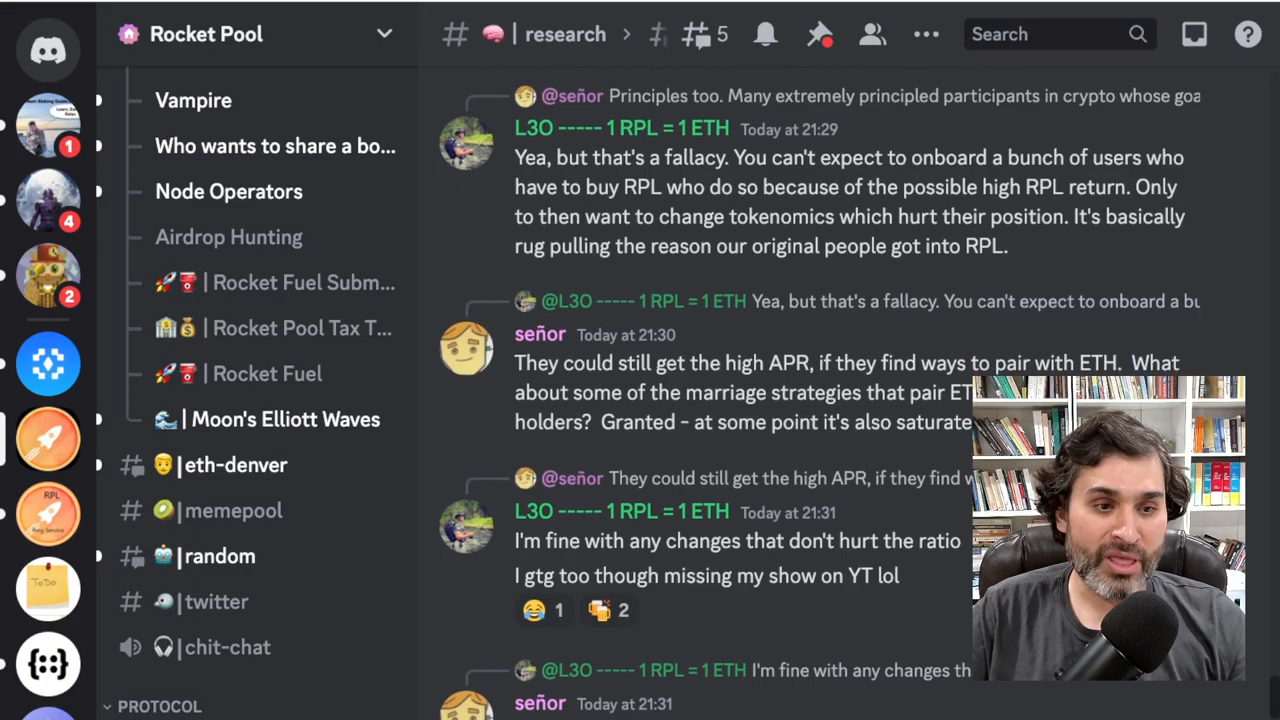 Rocket Pool
Vampire
Who wants to share a bo...
Node Operators
Airdrop Hunting
| Rocket Fuel Subm...
| Rocket Pool Tax T...
| Rocket Fuel
| Moon's Elliott Waves
|eth-denver
|memepool
|random
|twitter
|chit-chat
PROTOCOL
1
4
2
RPL
ToDo
{::}
| research
5
Search
@señor Principles too. Many extremely principled participants in crypto whose goa
L3O ----- 1 RPL = 1 ETH Today at 21:29
Yea, but that's a fallacy. You can't expect to onboard a bunch of users who
have to buy RPL who do so because of the possible high RPL return. Only
to then want to change tokenomics which hurt their position. It's basically
rug pulling the reason our original people got into RPL.
@L3O ----- 1 RPL = 1 ETH Yea, but that's a fallacy. You can't expect to onboard a bu
señor Today at 21:30
They could still get the high APR, if they find ways to pair with ETH. What
about some of the marriage strategies that pair ET
holders? Granted - at some point it's also saturate
@señor They could still get the high APR, if they find w
L3O ----- 1 RPL = 1 ETH Today at 21:31
I'm fine with any changes that don't hurt the ratio
I gtg too though missing my show on YT lol
1
2
@L3O ----- 1 RPL = 1 ETH I'm fine with any changes th
señor Today at 21:31